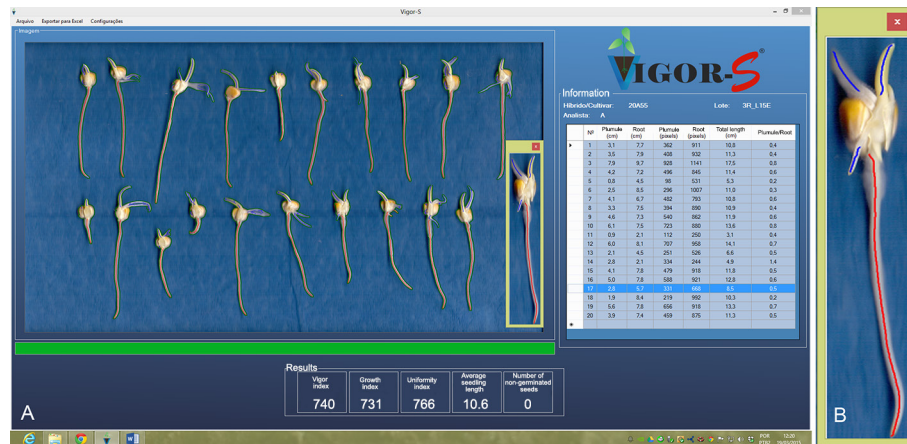 Vigor-S
Arquivo Exportar para Excel Configurações
Imagem
VIGOR-S®
Information
Híbrido/Cultivar: 20A55 Lote: 3R_L15E
Analista: A
Nº Plumule (cm) Root (cm) Plumule (pixels) Root (pixels) Total length (cm) Plumule/Root
1 3,1 7,7 362 911 10,8 0,4
2 3,5 7,9 408 932 11,3 0,4
3 7,9 9,7 928 1141 17,5 0,8
4 4,2 7,2 496 845 11,4 0,6
5 0,8 4,5 98 531 5,3 0,2
6 2,5 8,5 296 1007 11,0 0,3
7 4,1 6,7 482 793 10,8 0,6
8 3,3 7,5 394 890 10,9 0,4
9 4,6 7,3 540 862 11,9 0,6
10 6,1 7,5 723 880 13,6 0,8
11 0,9 2,1 112 250 3,1 0,4
12 6,0 8,1 707 958 14,1 0,7
13 2,1 4,5 251 526 6,6 0,5
14 2,8 2,1 334 244 4,9 1,4
15 4,1 7,8 479 918 11,8 0,5
16 5,0 7,8 588 921 12,8 0,6
17 2,8 5,7 331 668 8,5 0,5
18 1,9 8,4 219 992 10,3 0,2
19 5,6 7,8 656 918 13,3 0,7
20 3,9 7,4 459 875 11,3 0,5
Results
Vigor index Growth index Uniformity index Average seedling length Number of non-germinated seeds
740 731 766 10.6 0
A
B
POR 12:20
PTB2 19/03/2015